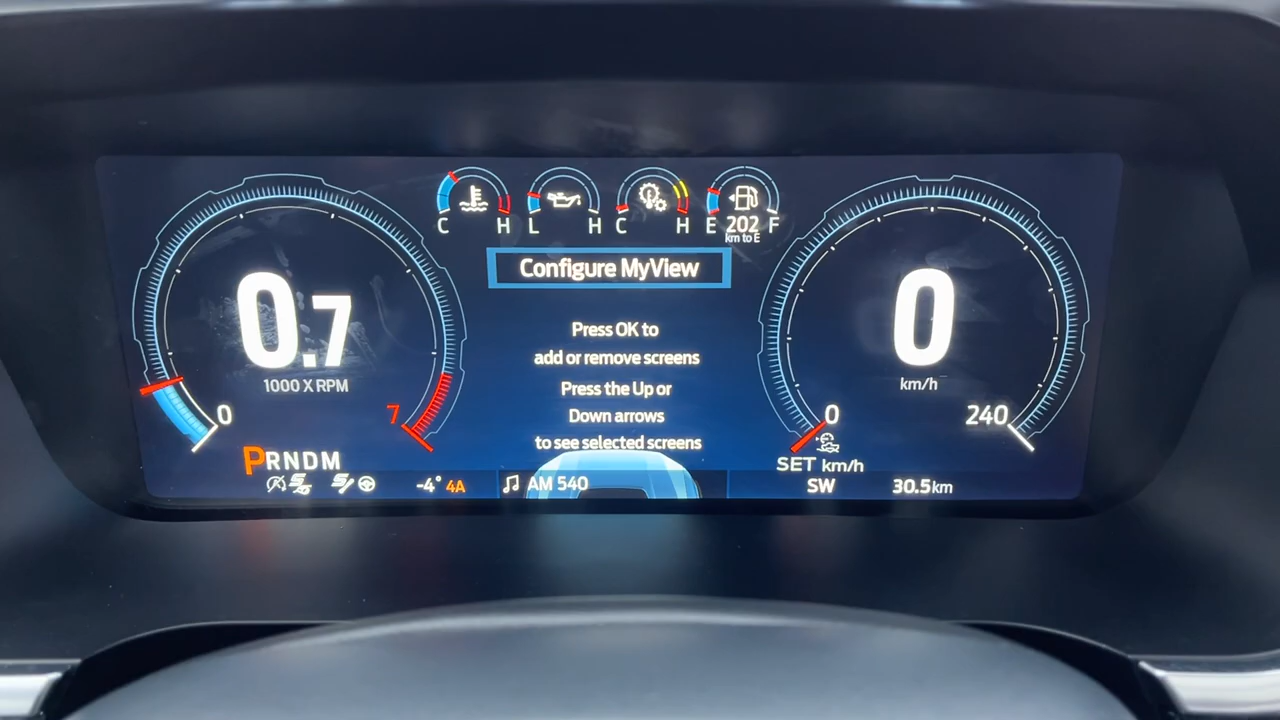 C H L H C H E 202 F
km to E
Configure MyView
0.7
1000 X RPM
0
7
PRNDM
Press OK to
add or remove screens
Press the Up or
Down arrows
to see selected screens
0
km/h
0
240
SET km/h
-4° 4A
AM 540
SW
30.5 km